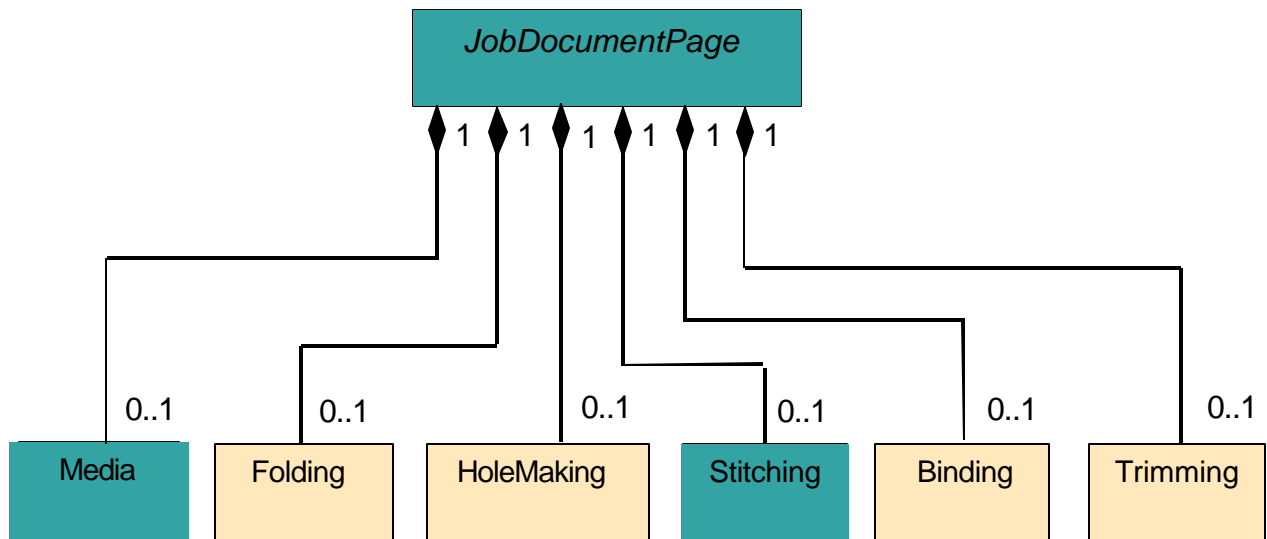 JobDocumentPage
1 1 1 1 1 1
0..1 0..1 0..1 0..1 0..1 0..1
Media Folding HoleMaking Stitching Binding Trimming